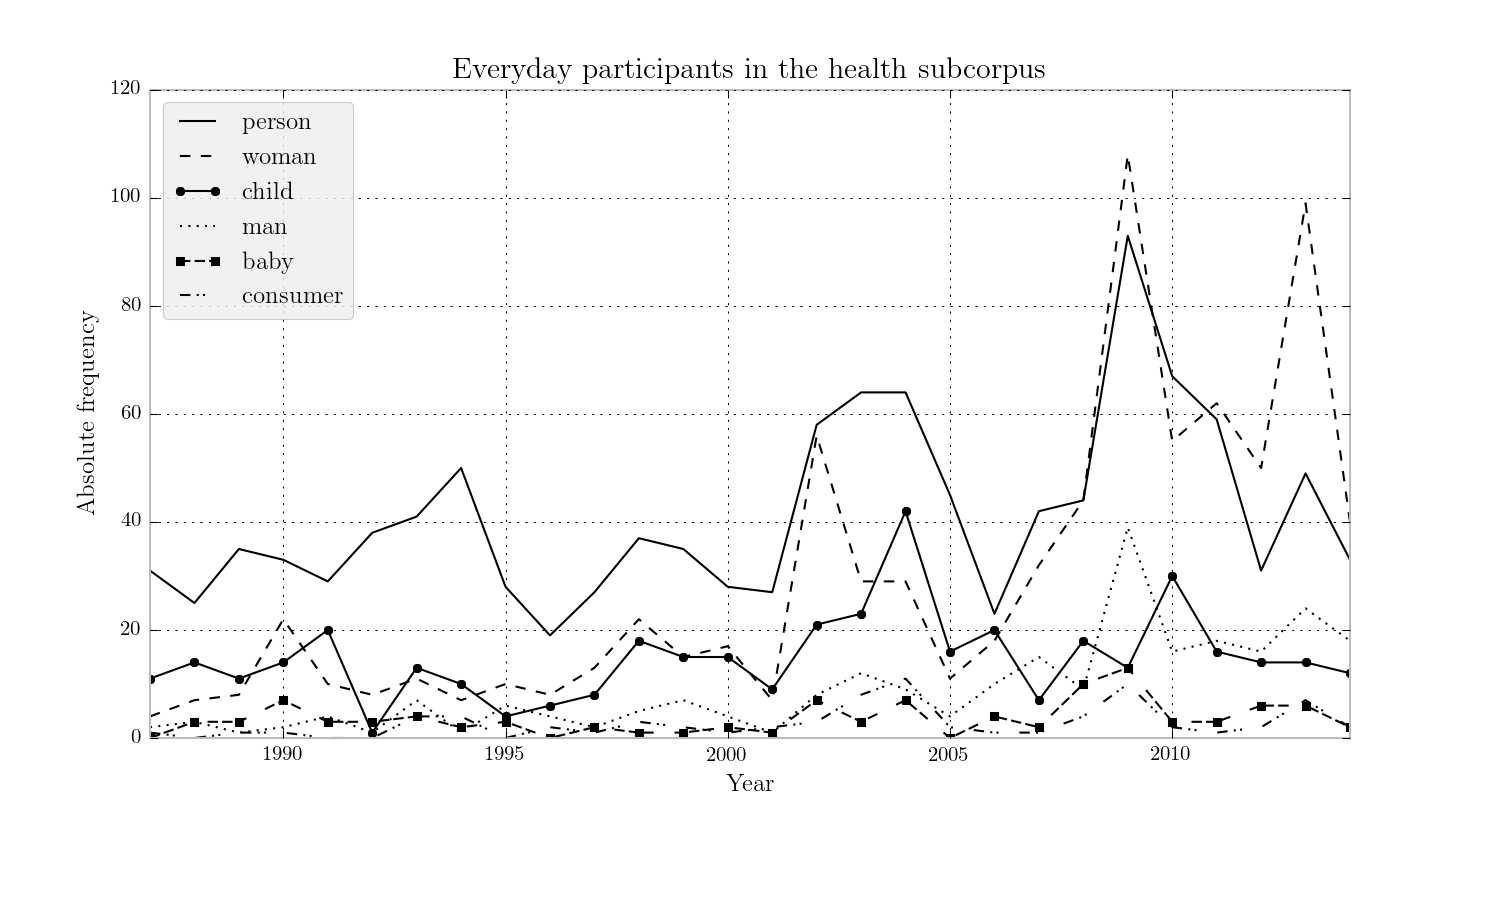 Everyday participants in the health subcorpus
120
100
80
60
40
20
0
Absolute frequency
person
woman
child
man
baby
consumer
1990 1995 2000 2005 2010
Year